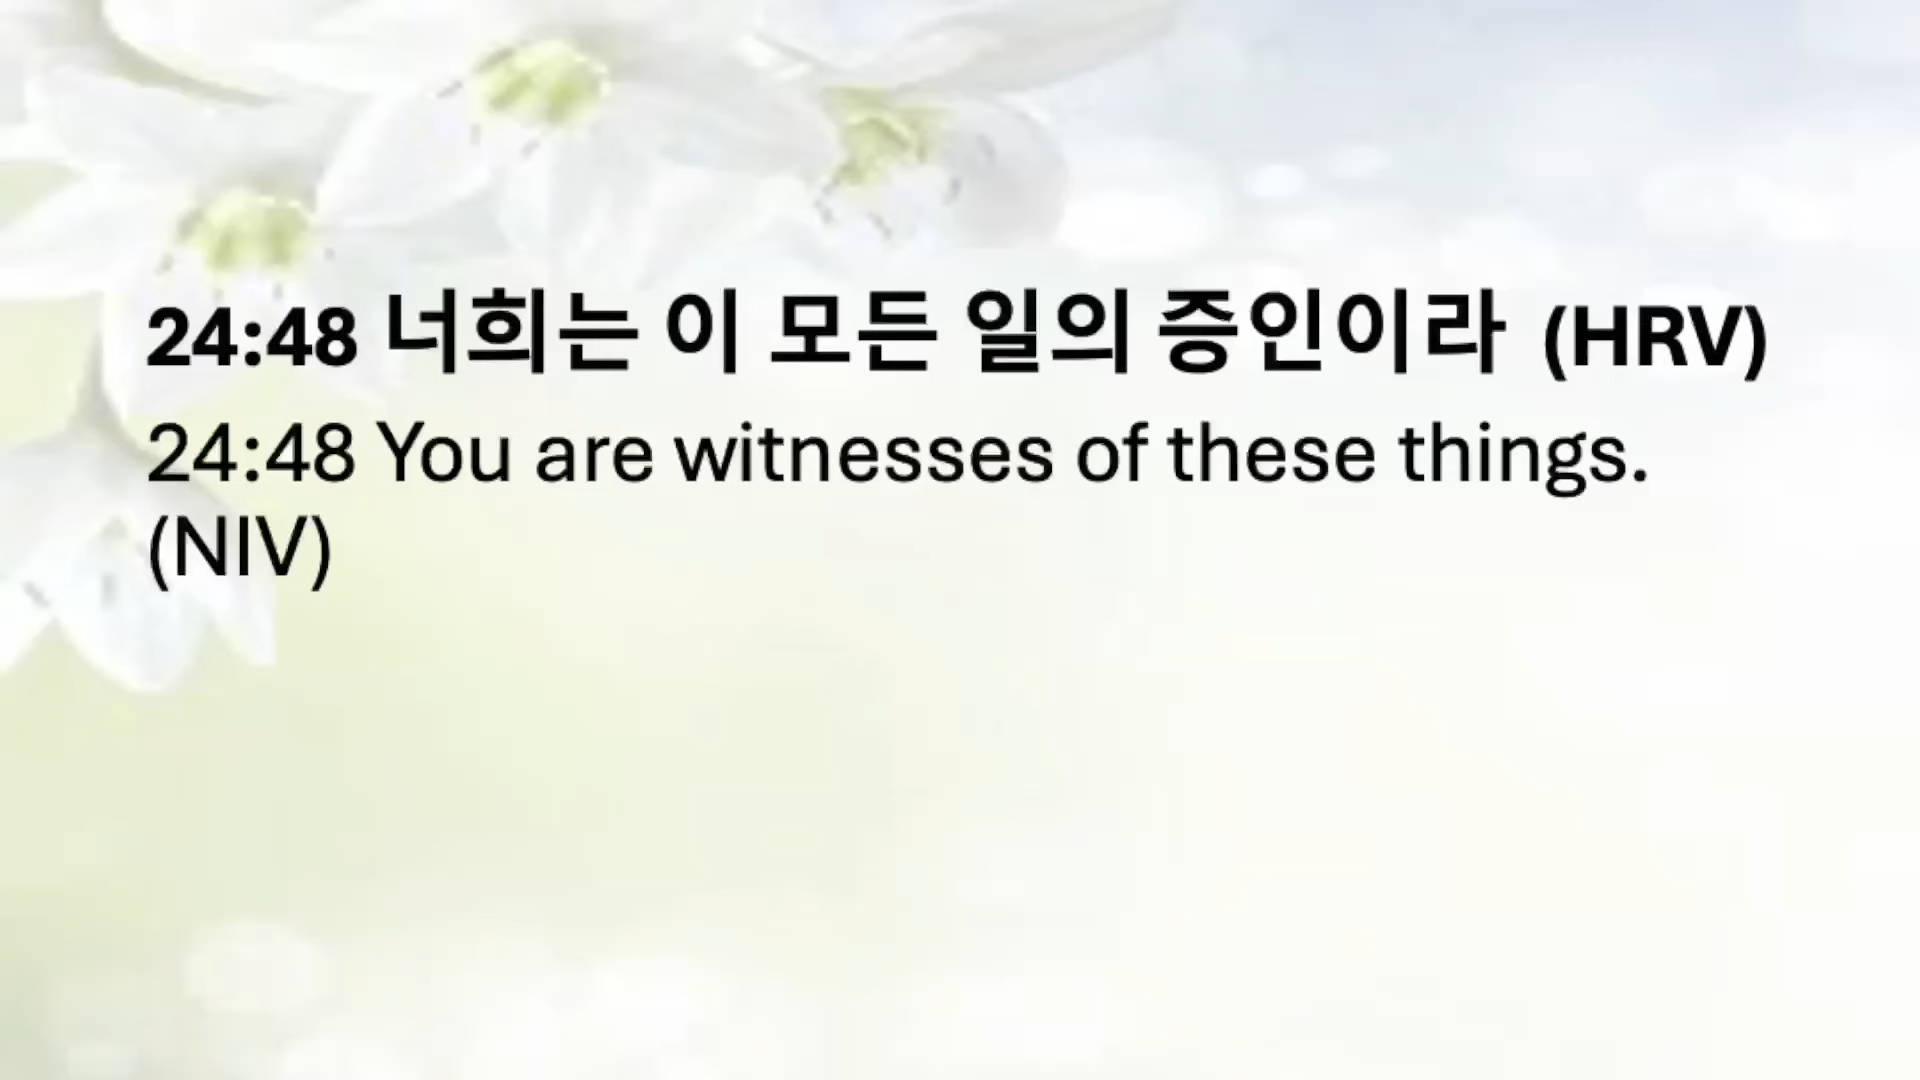 24:48 너희는 이 모든 일의 증인이라 (HRV)
24:48 You are witnesses of these things.
(NIV)